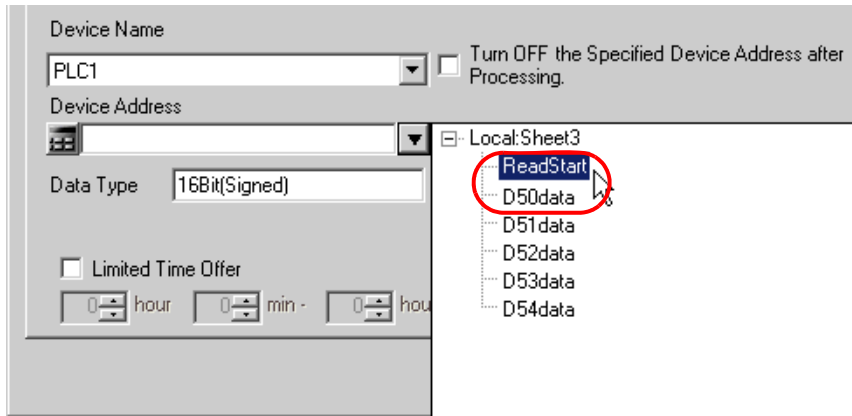 Device Name
PLC1
Turn OFF the Specified Device Address after
Processing.
Device Address
Local:Sheet3
ReadStart
Data Type 16Bit(Signed)
D50data
D51data
D52data
Limited Time Offer
D53data
0 hour 0 min - 0 hou
D54data